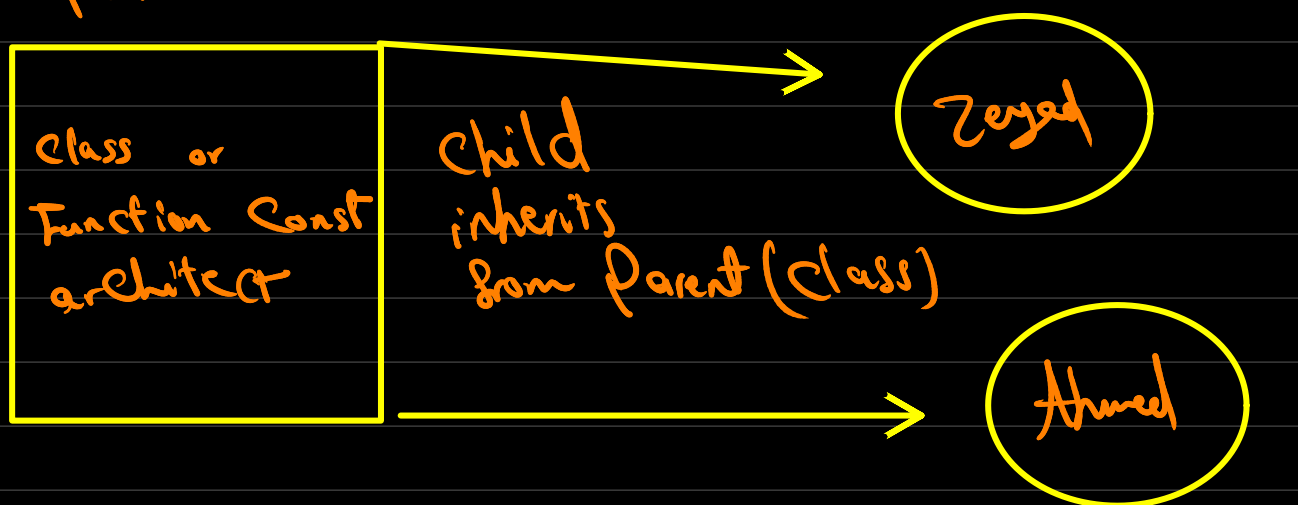 Class or
Function Const
architect
Child
inherits
from Parent (Class)
Zeyad
Ahmed